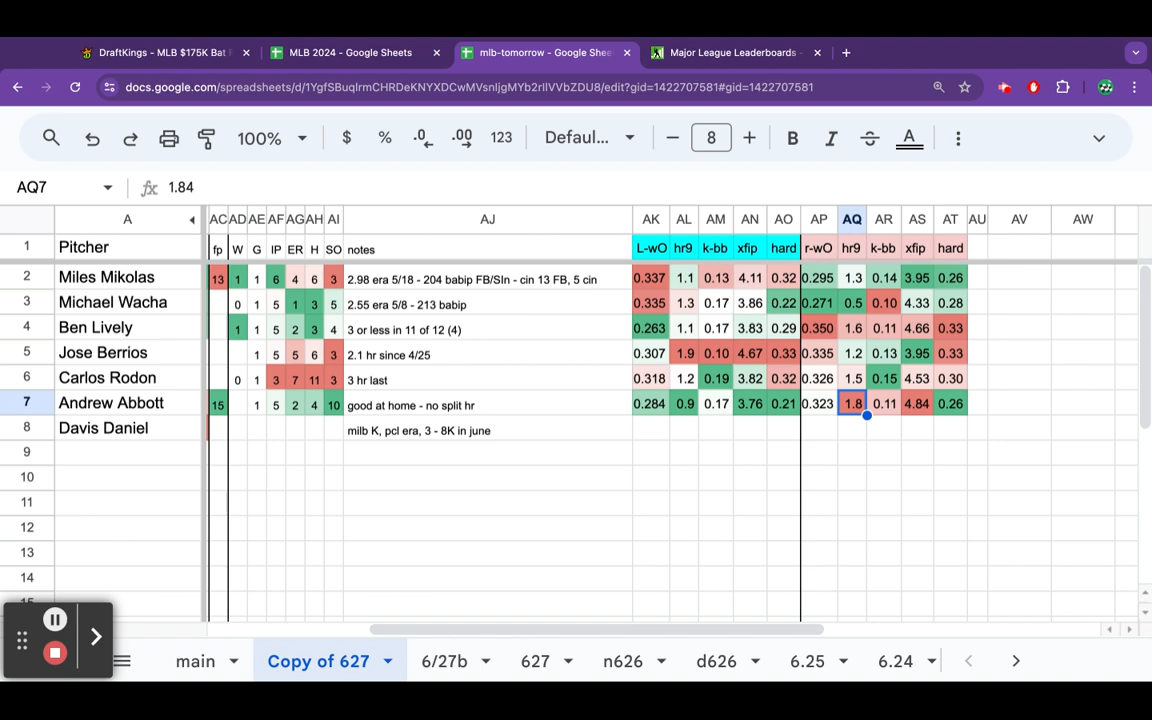 DraftKings - MLB $175K Bat F
MLB 2024 - Google Sheets
mlb-tomorrow - Google Shee
Major League Leaderboards -
docs.google.com/spreadsheets/d/1YgfSBuqlrmCHRDeKNYXDCwMVsnljgMYb2rlIVVbZDU8/edit?gid=1422707581#gid=1422707581
100% $ % .0 .00 123 Defaul... 8 B I A
AQ7 fx 1.84
A AC AD AE AF AG AH AI AJ AK AL AM AN AO AP AQ AR AS AT AU AV AW
1 Pitcher fp W G IP ER H SO notes L-wO hr9 k-bb xfip hard r-wO hr9 k-bb xfip hard
2 Miles Mikolas 13 1 1 6 4 6 3 2.98 era 5/18 - 204 babip FB/SIn - cin 13 FB, 5 cin 0.337 1.1 0.13 4.11 0.32 0.295 1.3 0.14 3.95 0.26
3 Michael Wacha 0 1 5 1 3 5 2.55 era 5/8 - 213 babip 0.335 1.3 0.17 3.86 0.22 0.271 0.5 0.10 4.33 0.28
4 Ben Lively 1 1 5 2 3 4 3 or less in 11 of 12 (4) 0.263 1.1 0.17 3.83 0.29 0.350 1.6 0.11 4.66 0.33
5 Jose Berrios 1 5 5 6 3 2.1 hr since 4/25 0.307 1.9 0.10 4.67 0.33 0.335 1.2 0.13 3.95 0.33
6 Carlos Rodon 0 1 3 7 11 3 3 hr last 0.318 1.2 0.19 3.82 0.32 0.326 1.5 0.15 4.53 0.30
7 Andrew Abbott 15 1 5 2 4 10 good at home - no split hr 0.284 0.9 0.17 3.76 0.21 0.323 1.8 0.11 4.84 0.26
8 Davis Daniel milb K, pcl era, 3 - 8K in june
9
10
11
12
13
14
15
main Copy of 627 6/27b 627 n626 d626 6.25 6.24